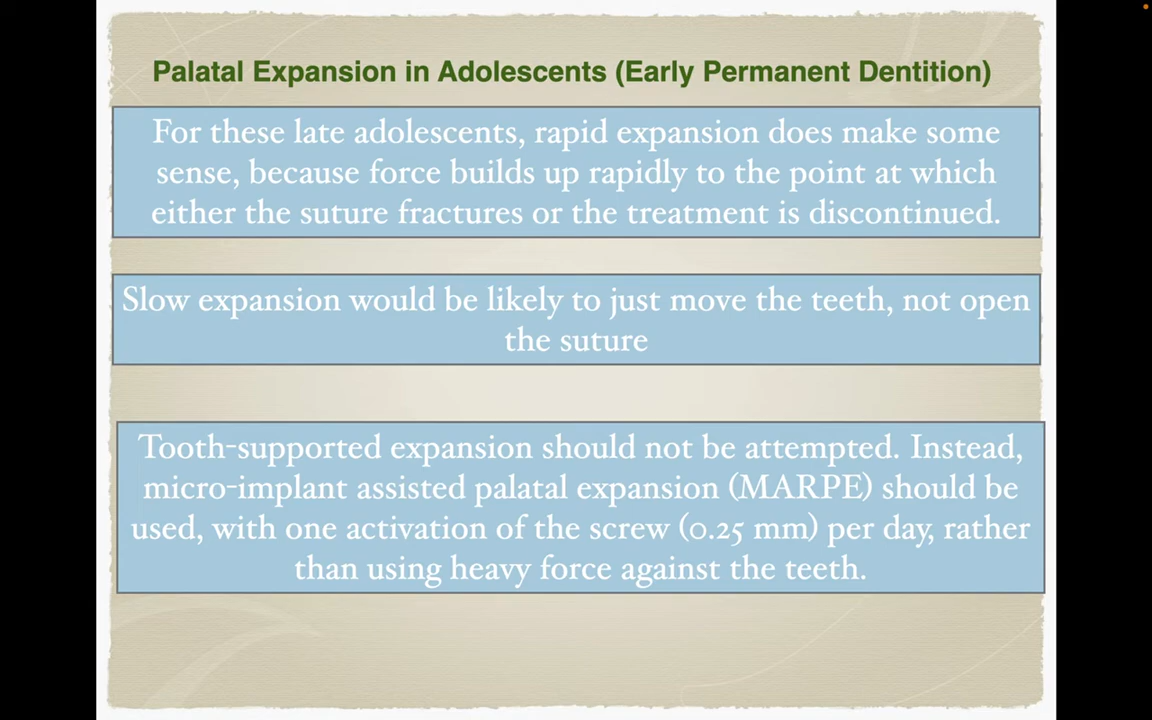 Palatal Expansion in Adolescents (Early Permanent Dentition)
For these late adolescents, rapid expansion does make some
sense, because force builds up rapidly to the point at which
either the suture fractures or the treatment is discontinued.
Slow expansion would be likely to just move the teeth, not open
the suture
Tooth-supported expansion should not be attempted. Instead,
micro-implant assisted palatal expansion (MARPE) should be
used, with one activation of the screw (0.25 mm) per day, rather
than using heavy force against the teeth.